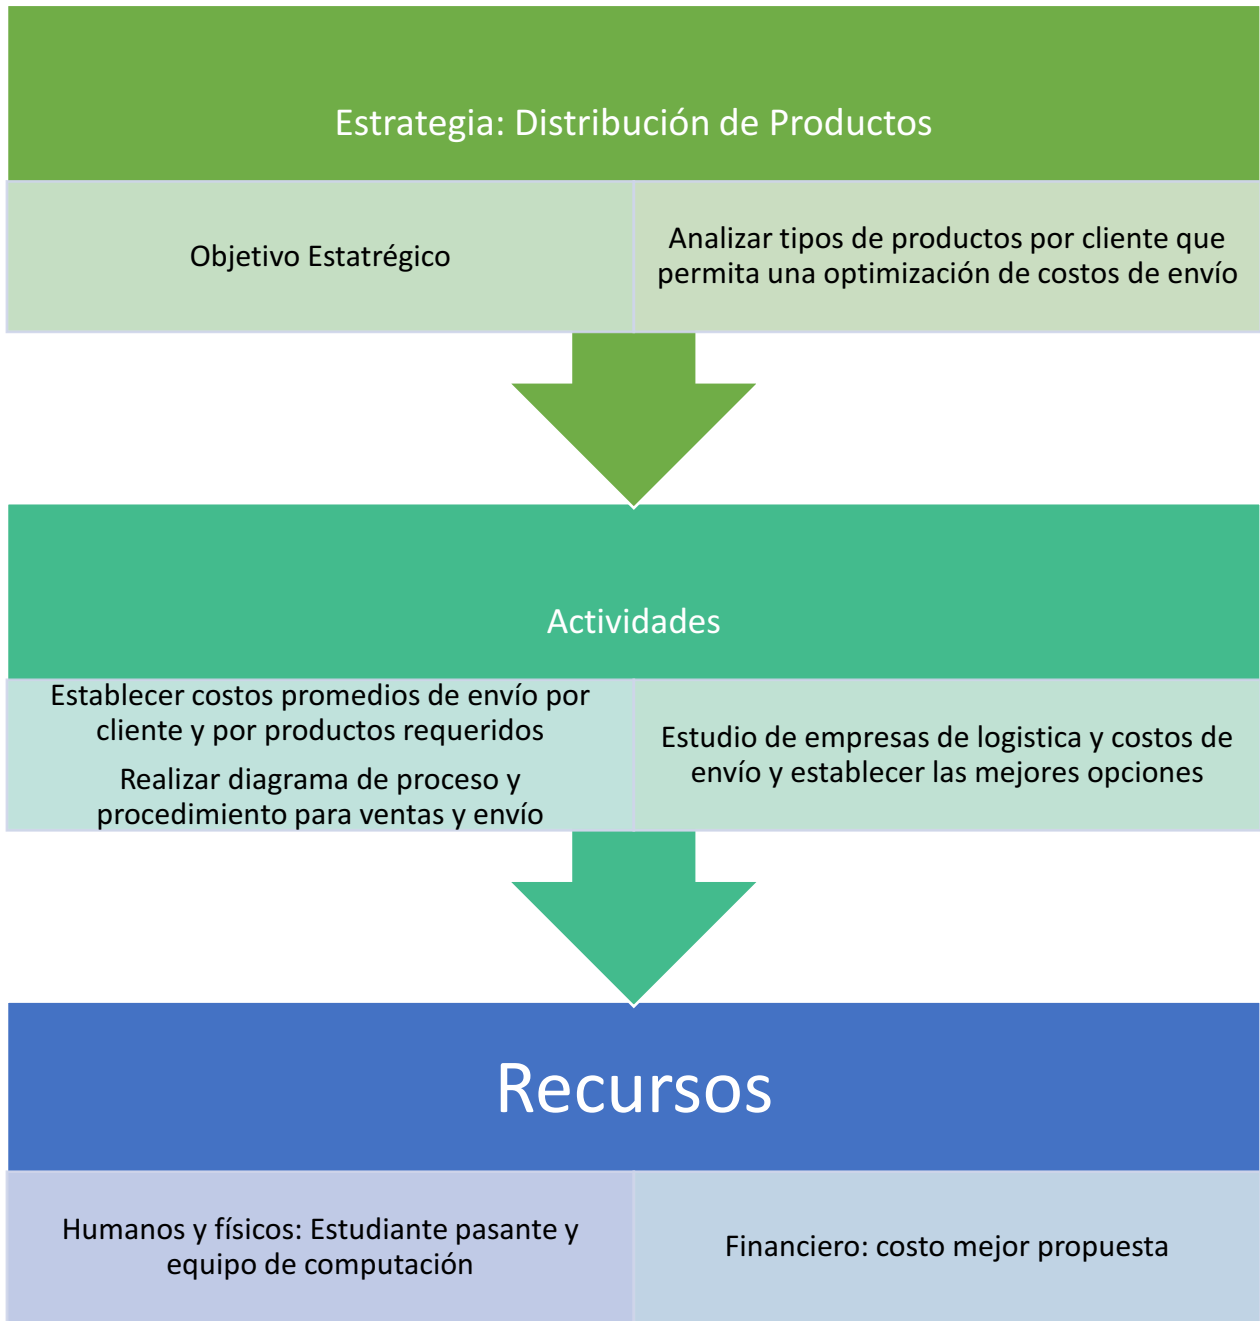 Estrategia: Distribución de Productos
Objetivo Estatrégico
Analizar tipos de productos por cliente que
permita una optimización de costos de envío
Actividades
Establecer costos promedios de envío por
cliente y por productos requeridos
Realizar diagrama de proceso y
procedimiento para ventas y envío
Estudio de empresas de logistica y costos de
envío y establecer las mejores opciones
Recursos
Humanos y físicos: Estudiante pasante y
equipo de computación
Financiero: costo mejor propuesta